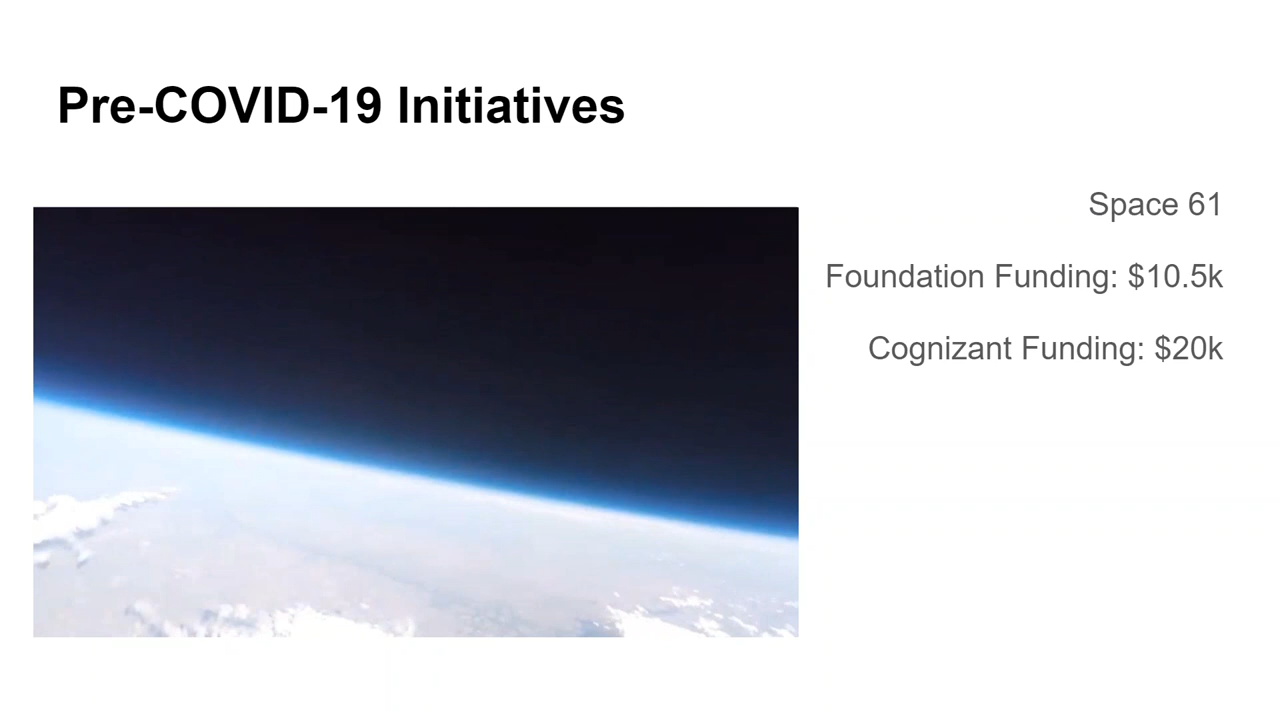 Pre-COVID-19 Initiatives
Space 61
Foundation Funding: $10.5k
Cognizant Funding: $20k